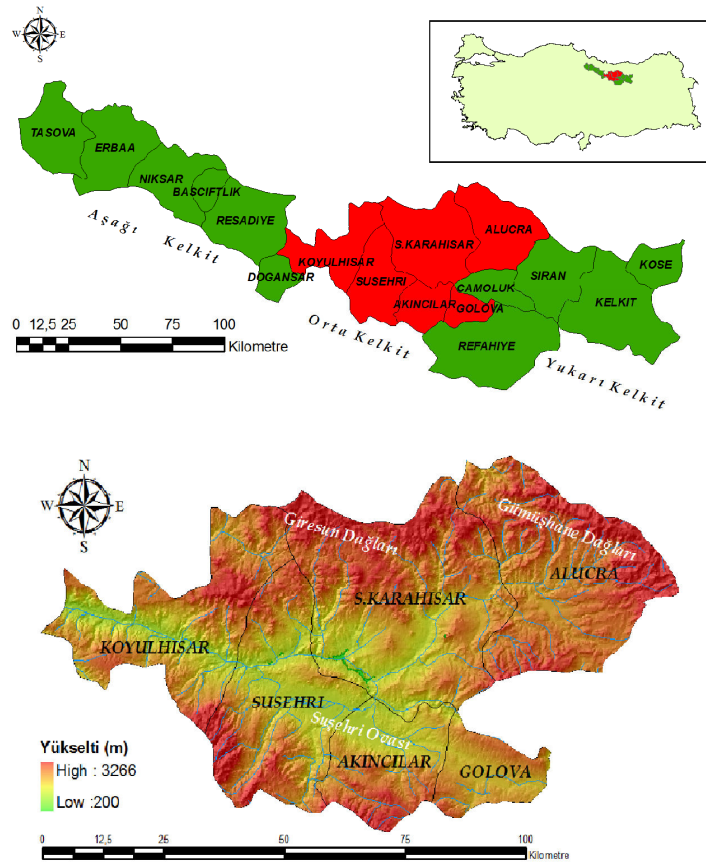 N
W E
S
TASOVA
ERBAA
NIKSAR
BASCIFTLIK
RESADIYE
DOGANSAR
KOYULHISAR
SUSEHRI
S.KARAHISAR
ALUCRA
AKINCILAR
GOLOVA
CAMOLUK
SIRAN
KOSE
KELKIT
REFAHIYE
Aşağı Kelkit
Orta Kelkit
Yukarı Kelkit
0 12,5 25 50 75 100
Kilometre
N
W E
S
Giresun Dağları
Gümüşhane Dağları
ALUCRA
S.KARAHISAR
KOYULHISAR
SUSEHRI
Suşehri Ovası
AKINCILAR
GOLOVA
Yükselti (m)
High : 3266
Low :200
0 12,5 25 50 75 100
Kilometre